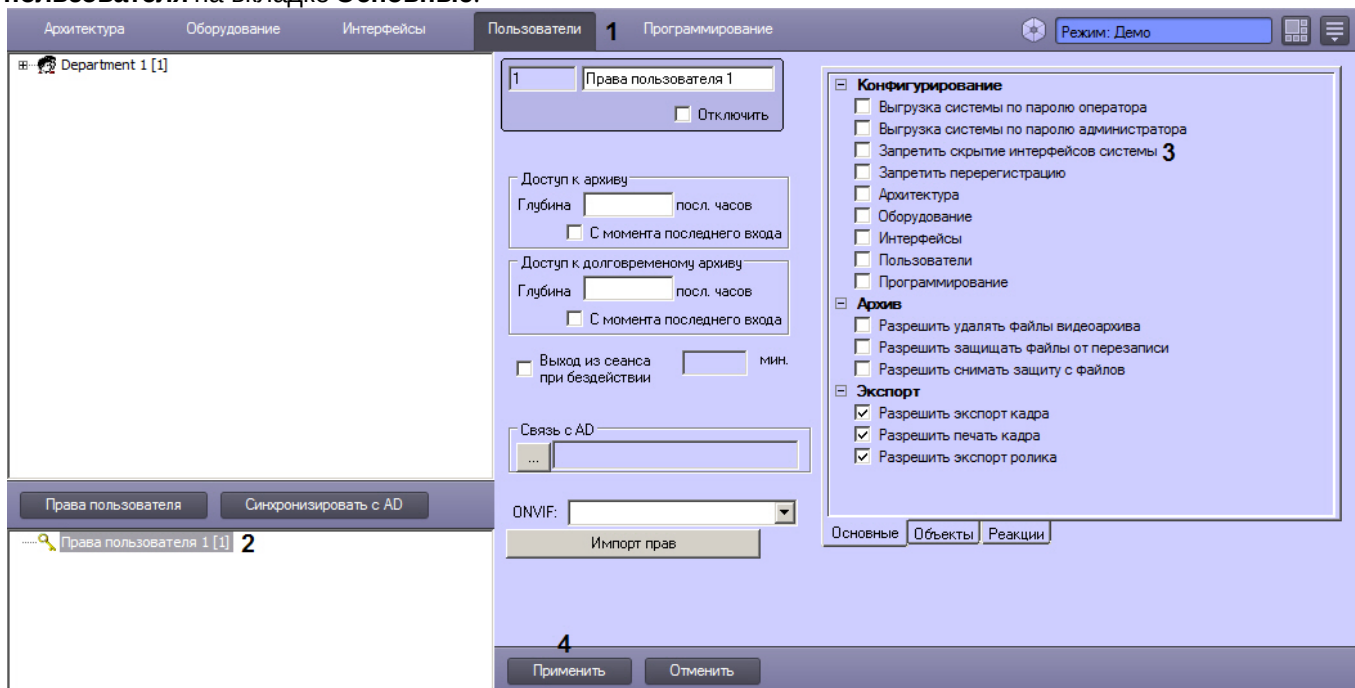 пользователя на вкладке Основные.
Архитектура Оборудование Интерфейсы Пользователи 1 Программирование Режим: Демо
Department 1 [1]
1 Права пользователя 1
Отключить
Доступ к архиву
Глубина посл. часов
С момента последнего входа
Доступ к долговременому архиву
Глубина посл. часов
С момента последнего входа
Выход из сеанса при бездействии мин.
Связь с AD
...
ONVIF:
Импорт прав
Конфигурирование
Выгрузка системы по паролю оператора
Выгрузка системы по паролю администратора
Запретить скрытие интерфейсов системы 3
Запретить перерегистрацию
Архитектура
Оборудование
Интерфейсы
Пользователи
Программирование
Архив
Разрешить удалять файлы видеоархива
Разрешить защищать файлы от перезаписи
Разрешить снимать защиту с файлов
Экспорт
Разрешить экспорт кадра
Разрешить печать кадра
Разрешить экспорт ролика
Основные Объекты Реакции
Права пользователя Синхронизировать с AD
Права пользователя 1 [1] 2
4
Применить Отменить